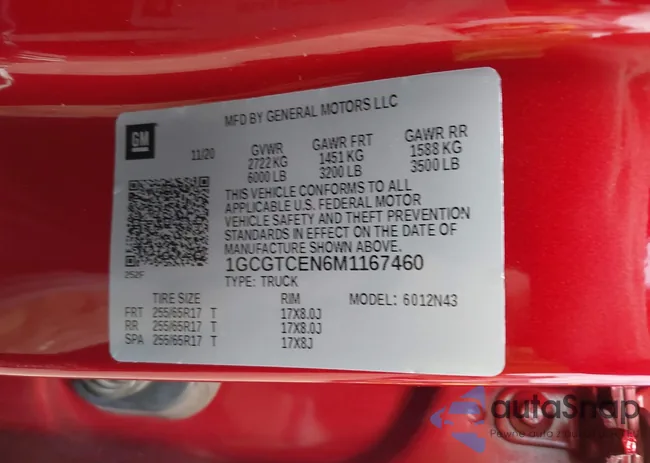 MFD BY GENERAL MOTORS LLC
GM
11/20
GVWR GAWR FRT GAWR RR
2722 KG 1451 KG 1588 KG
6000 LB 3200 LB 3500 LB
THIS VEHICLE CONFORMS TO ALL
APPLICABLE U.S. FEDERAL MOTOR
VEHICLE SAFETY AND THEFT PREVENTION
STANDARDS IN EFFECT ON THE DATE OF
MANUFACTURE SHOWN ABOVE.
252F
1GCGTCEN6M1167460
TYPE: TRUCK
TIRE SIZE RIM MODEL: 6012N43
FRT 255/65R17 T 17X8.0J
RR 255/65R17 T 17X8.0J
SPA 255/65R17 T 17X8J
autoSnap
Pewne auto z